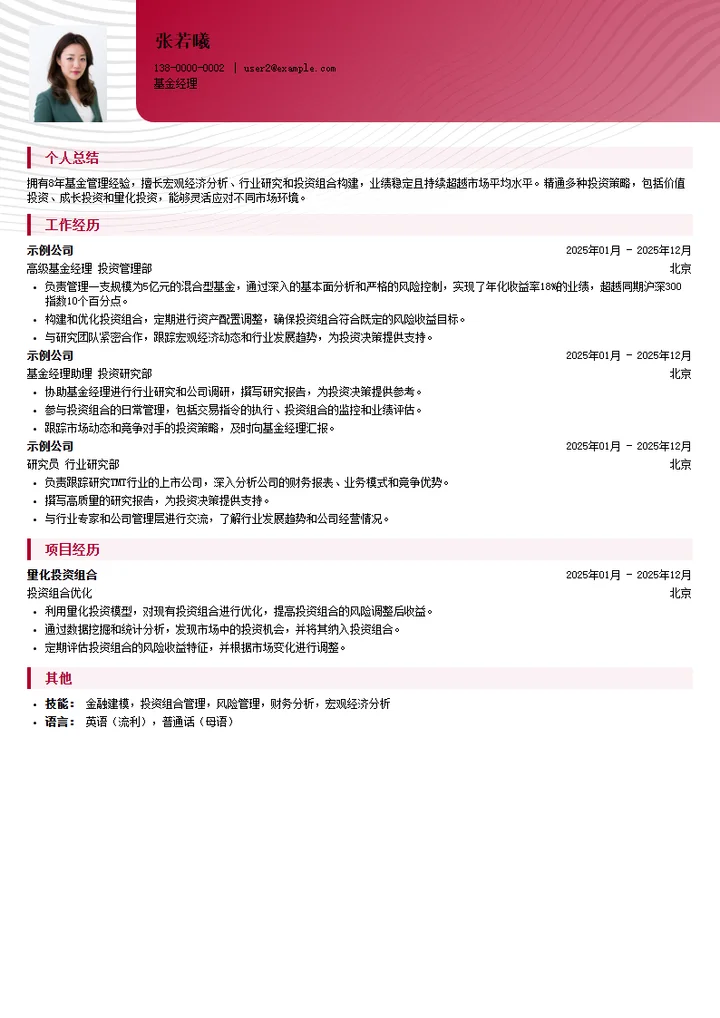 张若曦
138-0000-0002 | user2@example.com
基金经理
个人总结
拥有8年基金管理经验，擅长宏观经济分析、行业研究和投资组合构建，业绩稳定且持续超越市场平均水平。精通多种投资策略，包括价值
投资、成长投资和量化投资，能够灵活应对不同市场环境。
工作经历
示例公司 2025年01月 - 2025年12月
高级基金经理 投资管理部 北京
• 负责管理一支规模为5亿元的混合型基金，通过深入的基本面分析和严格的风险控制，实现了年化收益率18%的业绩，超越同期沪深300
指数10个百分点。
• 构建和优化投资组合，定期进行资产配置调整，确保投资组合符合既定的风险收益目标。
• 与研究团队紧密合作，跟踪宏观经济动态和行业发展趋势，为投资决策提供支持。
示例公司 2025年01月 - 2025年12月
基金经理助理 投资研究部 北京
• 协助基金经理进行行业研究和公司调研，撰写研究报告，为投资决策提供参考。
• 参与投资组合的日常管理，包括交易指令的执行、投资组合的监控和业绩评估。
• 跟踪市场动态和竞争对手的投资策略，及时向基金经理汇报。
示例公司 2025年01月 - 2025年12月
研究员 行业研究部 北京
• 负责跟踪研究TMT行业的上市公司，深入分析公司的财务报表、业务模式和竞争优势。
• 撰写高质量的研究报告，为投资决策提供支持。
• 与行业专家和公司管理层进行交流，了解行业发展趋势和公司经营情况。
项目经历
量化投资组合 2025年01月 - 2025年12月
投资组合优化 北京
• 利用量化投资模型，对现有投资组合进行优化，提高投资组合的风险调整后收益。
• 通过数据挖掘和统计分析，发现市场中的投资机会，并将其纳入投资组合。
• 定期评估投资组合的风险收益特征，并根据市场变化进行调整。
其他
• 技能： 金融建模，投资组合管理，风险管理，财务分析，宏观经济分析
• 语言： 英语（流利），普通话（母语）